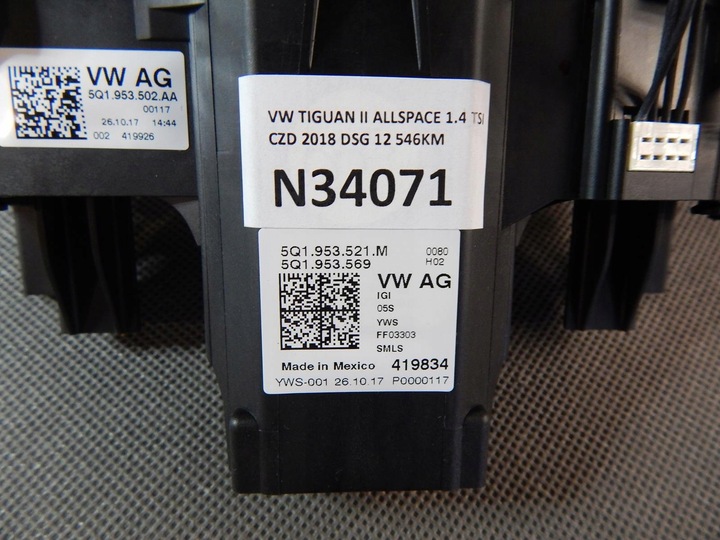 VW AG
5Q1.953.502.AA
00117
26.10.17 14:44
002 419926
VW TIGUAN II ALLSPACE 1.4 TSI
CZD 2018 DSG 12 546KM
N34071
5Q1.953.521.M 0080
5Q1.953.569 H02
VW AG
IGI
05S
YWS
FF03303
SMLS
Made in Mexico 419834
YWS-001 26.10.17 P0000117